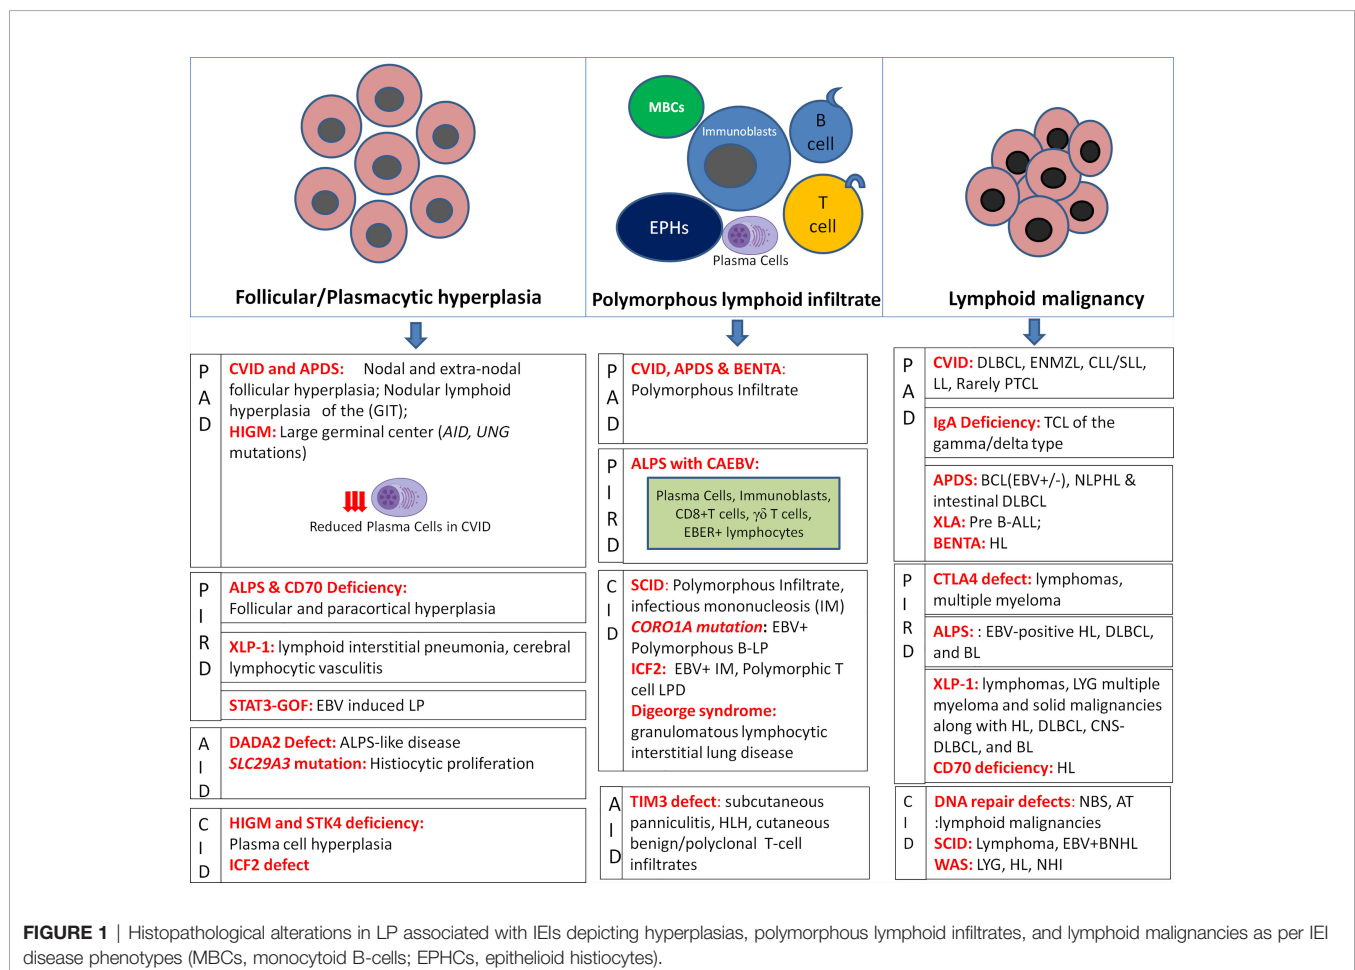 MBCs
Immunoblasts
B
cell
EPHs
T
cell
Plasma Cells
Follicular/Plasmacytic hyperplasia
Polymorphous lymphoid infiltrate
Lymphoid malignancy
P
A
D
CVID and APDS: Nodal and extra-nodal
follicular hyperplasia; Nodular lymphoid
hyperplasia of the (GIT);
HIGM: Large germinal center (AID, UNG
mutations)
Reduced Plasma Cells in CVID
P
I
R
D
ALPS & CD70 Deficiency:
Follicular and paracortical hyperplasia
XLP-1: lymphoid interstitial pneumonia, cerebral
lymphocytic vasculitis
STAT3-GOF: EBV induced LP
A
I
D
DADA2 Defect: ALPS-like disease
SLC29A3 mutation: Histiocytic proliferation
C
I
D
HIGM and STK4 deficiency:
Plasma cell hyperplasia
ICF2 defect
P
A
D
CVID, APDS & BENTA:
Polymorphous Infiltrate
P
I
R
D
ALPS with CAEBV:
Plasma Cells, Immunoblasts,
CD8+T cells, γδ T cells,
EBER+ lymphocytes
C
I
D
SCID: Polymorphous Infiltrate,
infectious mononucleosis (IM)
CORO1A mutation: EBV+
Polymorphous B-LP
ICF2: EBV+ IM, Polymorphic T
cell LPD
Digeorge syndrome:
granulomatous lymphocytic
interstitial lung disease
A
I
D
TIM3 defect: subcutaneous
panniculitis, HLH, cutaneous
benign/polyclonal T-cell
infiltrates
P
A
D
CVID: DLBCL, ENMZL, CLL/SLL,
LL, Rarely PTCL
IgA Deficiency: TCL of the
gamma/delta type
APDS: BCL(EBV+/-), NLPHL &
intestinal DLBCL
XLA: Pre B-ALL;
BENTA: HL
P
I
R
D
CTLA4 defect: lymphomas,
multiple myeloma
ALPS: : EBV-positive HL, DLBCL,
and BL
XLP-1: lymphomas, LYG multiple
myeloma and solid malignancies
along with HL, DLBCL, CNS-
DLBCL, and BL
CD70 deficiency: HL
C
I
D
DNA repair defects: NBS, AT
:lymphoid malignancies
SCID: Lymphoma, EBV+BNHL
WAS: LYG, HL, NHl
FIGURE 1 | Histopathological alterations in LP associated with IEIs depicting hyperplasias, polymorphous lymphoid infiltrates, and lymphoid malignancies as per IEI
disease phenotypes (MBCs, monocytoid B-cells; EPHCs, epithelioid histiocytes).